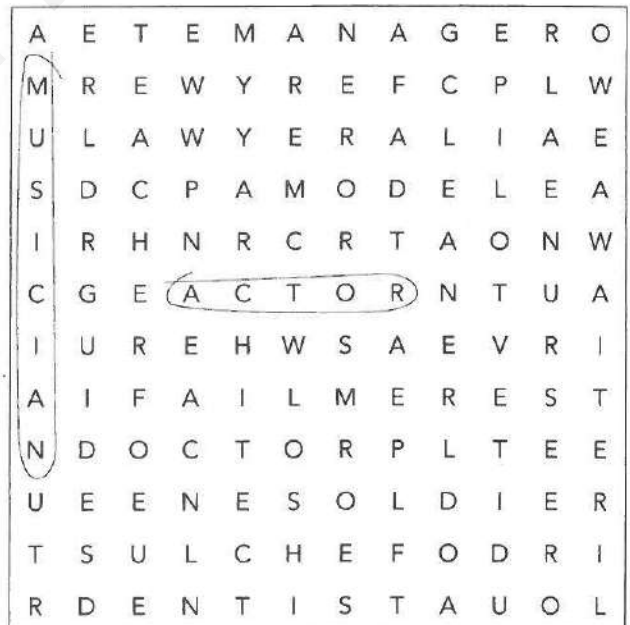 A E T E M A N A G E R O
M R E W Y R E F C P L W
U L A W Y E R A L I A E
S D C P A M O D E L E A
I R H N R C R T A O N W
C G E A C T O R N T U A
I U R E H W S A E V R I
A I F A I L M E R E S T
N D O C T O R P L T E E
U E E N E S O L D I E R
T S U L C H E F O D R I
R D E N T I S T A U O L